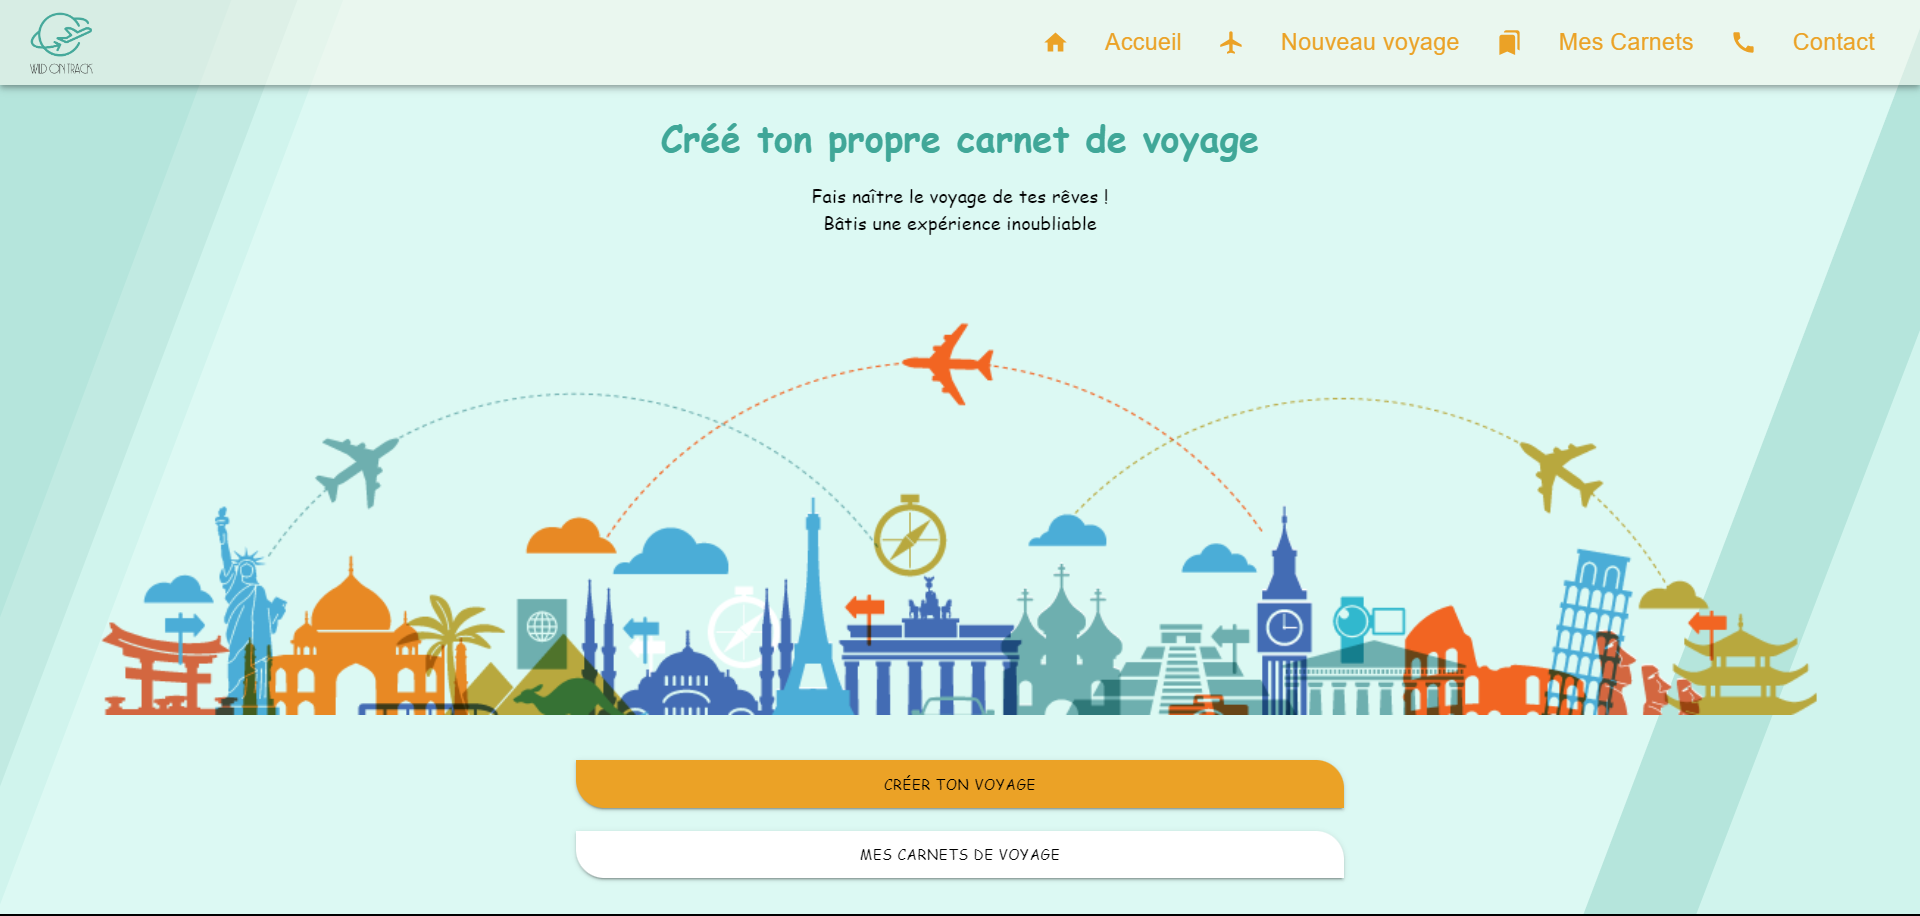 WILD ON TRACK
Accueil
Nouveau voyage
Mes Carnets
Contact
Créé ton propre carnet de voyage
Fais naître le voyage de tes rêves !
Bâtis une expérience inoubliable
CRÉER TON VOYAGE
MES CARNETS DE VOYAGE